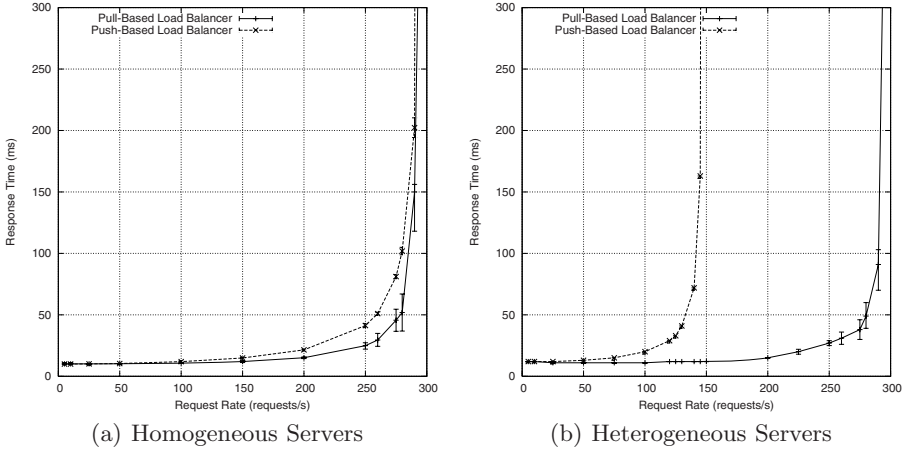 Pull-Based Load Balancer
Push-Based Load Balancer
300
250
200
150
100
50
0
Response Time (ms)
0 50 100 150 200 250 300
Request Rate (requests/s)
(a) Homogeneous Servers
Pull-Based Load Balancer
Push-Based Load Balancer
300
250
200
150
100
50
0
Response Time (ms)
0 50 100 150 200 250 300
Request Rate (requests/s)
(b) Heterogeneous Servers